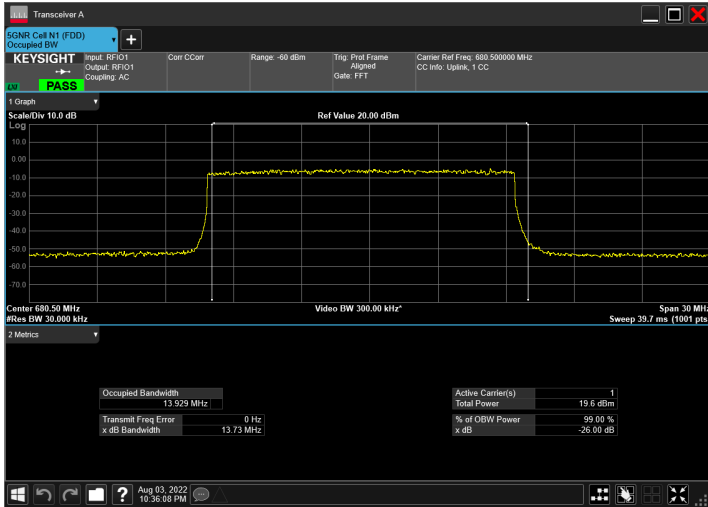 Transceiver A
5GNR Cell N1 (FDD)
Occupied BW
KEYSIGHT
LXI
PASS
Input: RFIO1
Output: RFIO1
Coupling: AC
Corr CCorr
Range: -60 dBm
Trig: Prot Frame
Aligned
Gate: FFT
Carrier Ref Freq: 680.500000 MHz
CC Info: Uplink, 1 CC
1 Graph
Scale/Div 10.0 dB
Ref Value 20.00 dBm
Log
10.0
0.00
-10.0
-20.0
-30.0
-40.0
-50.0
-60.0
-70.0
Center 680.50 MHz
Video BW 300.00 kHz*
Span 30 MHz
#Res BW 30.000 kHz
Sweep 39.7 ms (1001 pts
2 Metrics
Occupied Bandwidth
13.929 MHz
Transmit Freq Error 0 Hz
x dB Bandwidth 13.73 MHz
Active Carrier(s) 1
Total Power 19.6 dBm
% of OBW Power 99.00 %
x dB -26.00 dB
?
Aug 03, 2022
10:36:08 PM